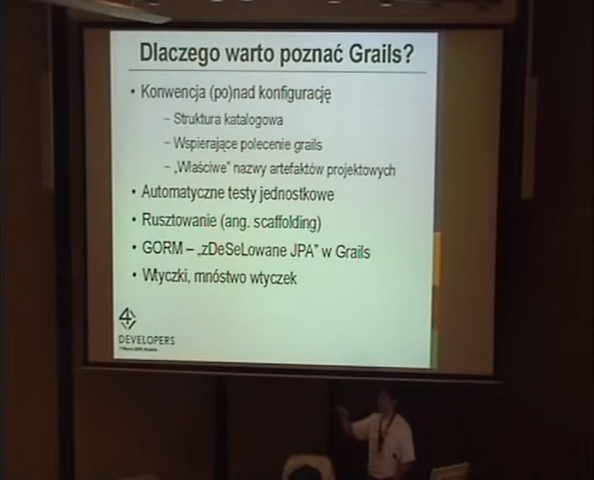 Dlaczego warto poznać Grails?
• Konwencja (po)nad konfigurację
– Struktura katalogowa
– Wspierające polecenie grails
– „Właściwe" nazwy artefaktów projektowych
• Automatyczne testy jednostkowe
• Rusztowanie (ang. scaffolding)
• GORM – „zDeSeLowane JPA" w Grails
• Wtyczki, mnóstwo wtyczek
4
DEVELOPERS